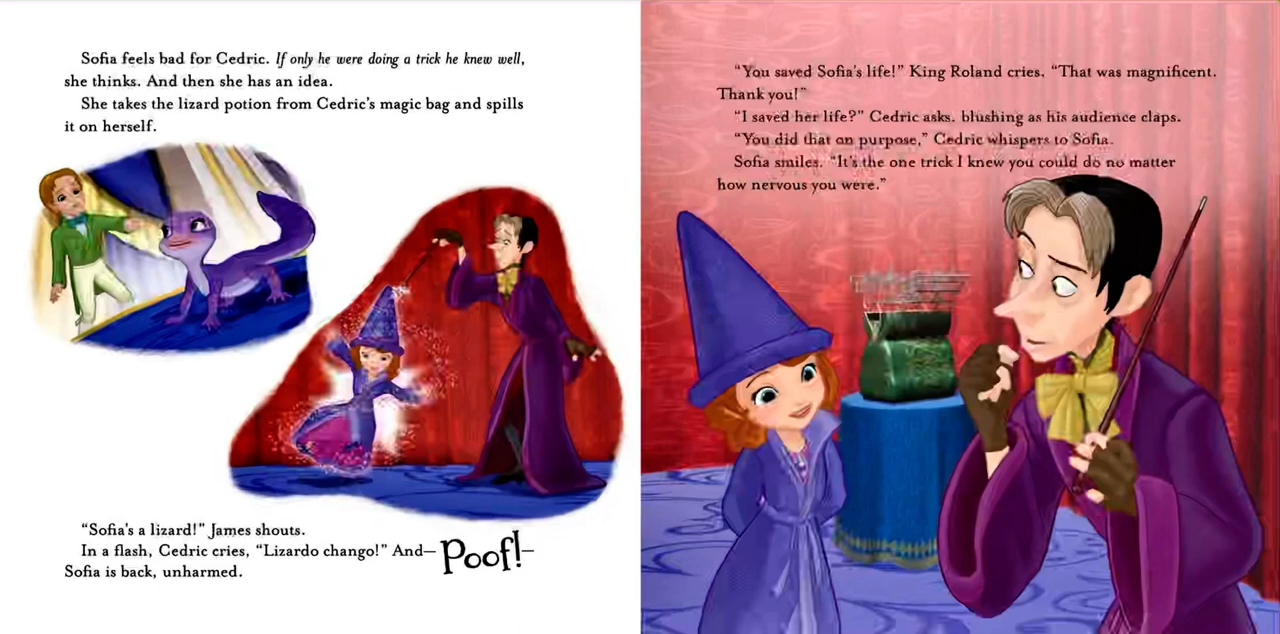 Sofia feels bad for Cedric. If only he were doing a trick he knew well,
she thinks. And then she has an idea.
She takes the lizard potion from Cedric's magic bag and spills
it on herself.
"Sofia's a lizard!" James shouts.
In a flash, Cedric cries, "Lizardo chango!" And—Poof!—
Sofia is back, unharmed.
"You saved Sofia's life!" King Roland cries. "That was magnificent.
Thank you!"
"I saved her life?" Cedric asks, blushing as his audience claps.
"You did that on purpose," Cedric whispers to Sofia.
Sofia smiles. "It's the one trick I knew you could do no matter
how nervous you were."